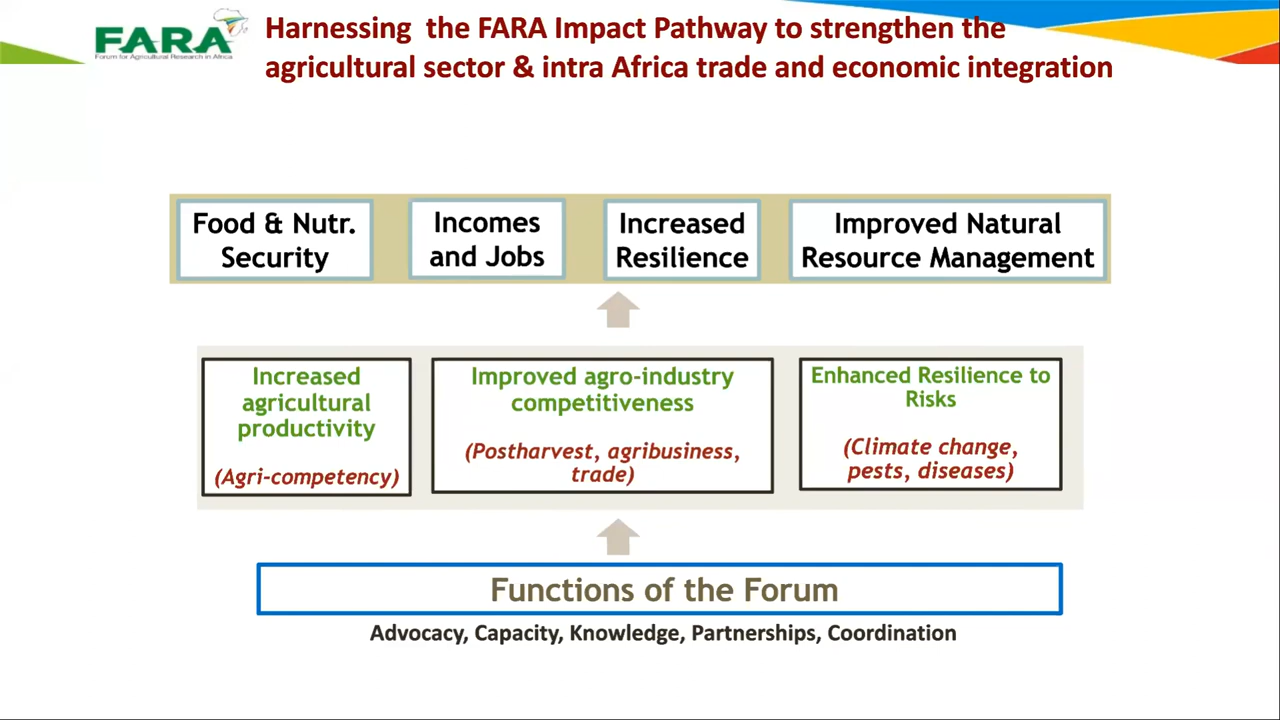 FARA
Forum for Agricultural Research in Africa
Harnessing the FARA Impact Pathway to strengthen the
agricultural sector & intra Africa trade and economic integration
Food & Nutr.
Security
Incomes
and Jobs
Increased
Resilience
Improved Natural
Resource Management
Increased
agricultural
productivity
(Agri-competency)
Improved agro-industry
competitiveness
(Postharvest, agribusiness,
trade)
Enhanced Resilience to
Risks
(Climate change,
pests, diseases)
Functions of the Forum
Advocacy, Capacity, Knowledge, Partnerships, Coordination